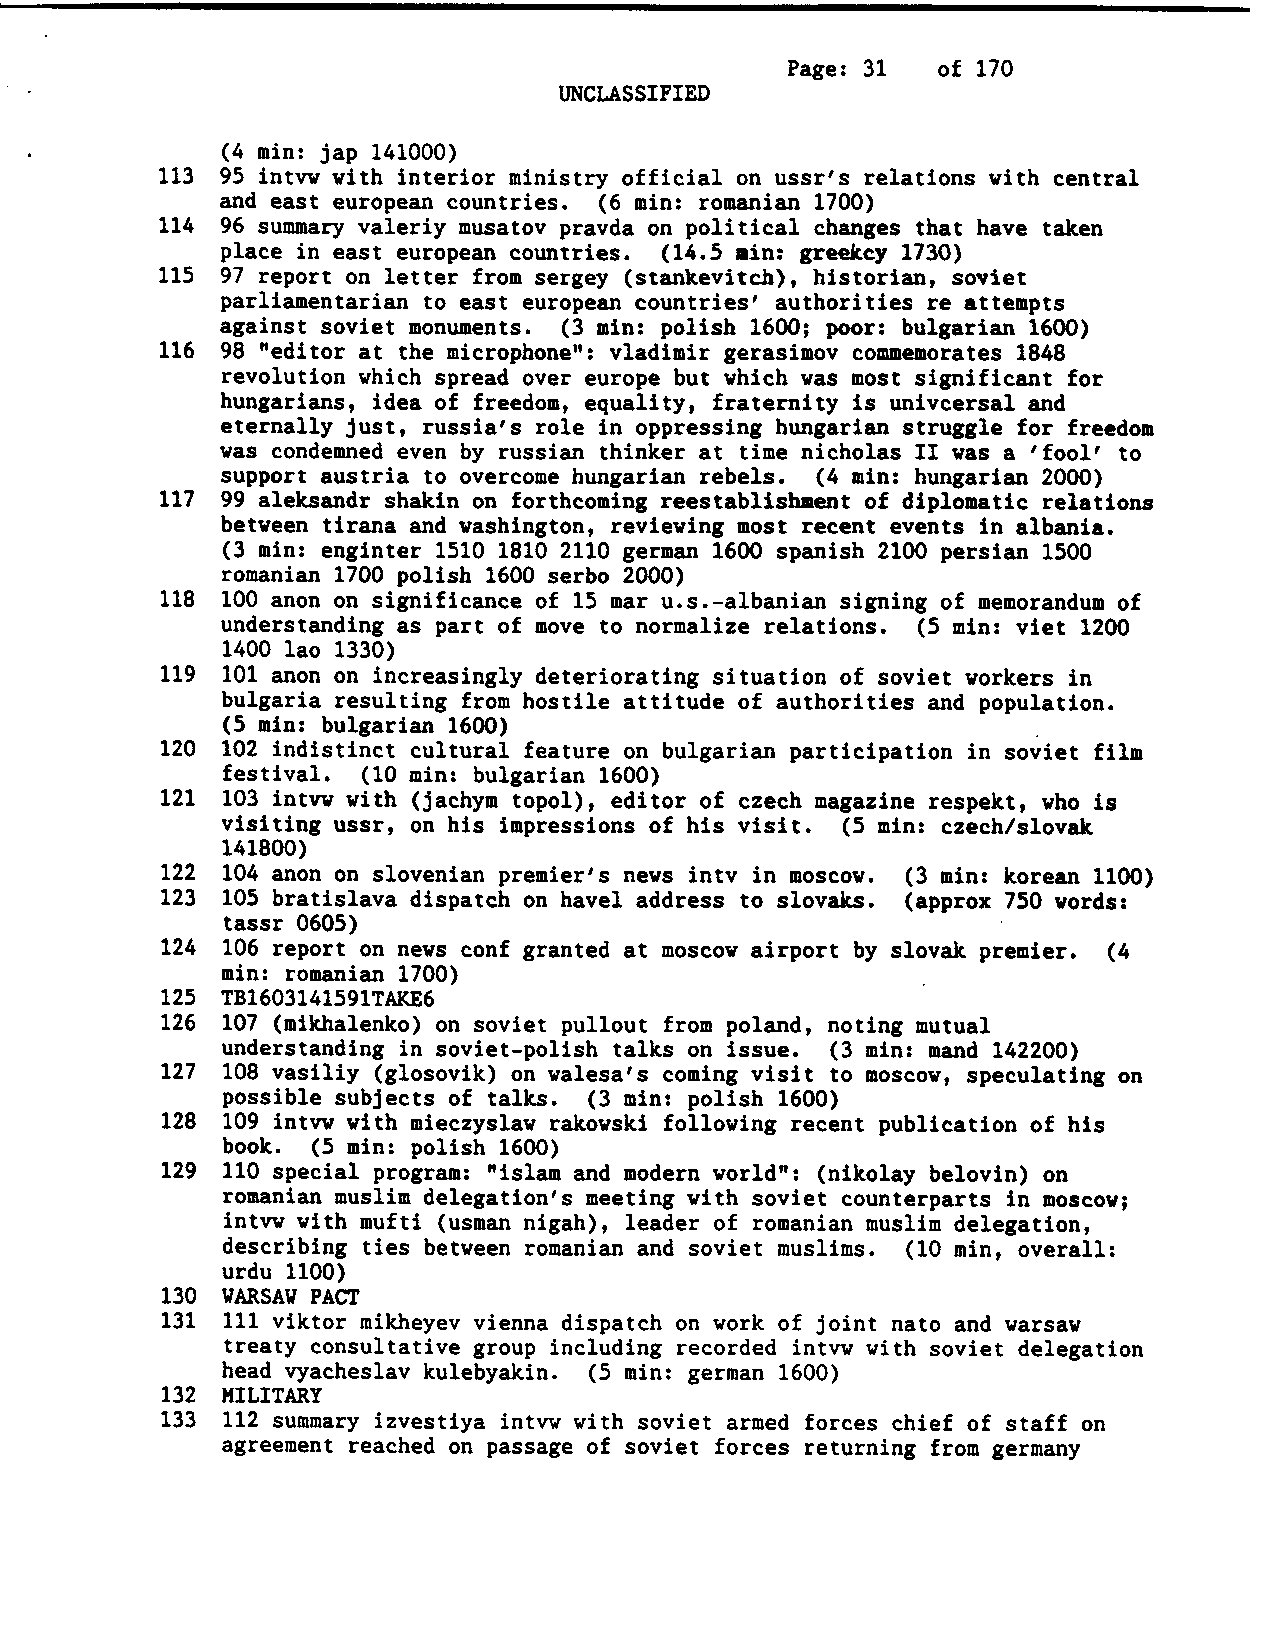 Page: 31 of 170
UNCLASSIFIED
(4 min: jap 141000)
113 95 intvw with interior ministry official on ussr's relations with central
and east european countries. (6 min: romanian 1700)
114 96 summary valeriy musatov pravda on political changes that have taken
place in east european countries. (14.5 min: greekcy 1730)
115 97 report on letter from sergey (stankevitch), historian, soviet
parliamentarian to east european countries' authorities re attempts
against soviet monuments. (3 min: polish 1600; poor: bulgarian 1600)
116 98 "editor at the microphone": vladimir gerasimov commemorates 1848
revolution which spread over europe but which was most significant for
hungarians, idea of freedom, equality, fraternity is univcersal and
eternally just, russia's role in oppressing hungarian struggle for freedom
was condemned even by russian thinker at time nicholas II was a 'fool' to
support austria to overcome hungarian rebels. (4 min: hungarian 2000)
117 99 aleksandr shakin on forthcoming reestablishment of diplomatic relations
between tirana and washington, reviewing most recent events in albania.
(3 min: enginter 1510 1810 2110 german 1600 spanish 2100 persian 1500
romanian 1700 polish 1600 serbo 2000)
118 100 anon on significance of 15 mar u.s.-albanian signing of memorandum of
understanding as part of move to normalize relations. (5 min: viet 1200
1400 lao 1330)
119 101 anon on increasingly deteriorating situation of soviet workers in
bulgaria resulting from hostile attitude of authorities and population.
(5 min: bulgarian 1600)
120 102 indistinct cultural feature on bulgarian participation in soviet film
festival. (10 min: bulgarian 1600)
121 103 intvw with (jachym topol), editor of czech magazine respekt, who is
visiting ussr, on his impressions of his visit. (5 min: czech/slovak
141800)
122 104 anon on slovenian premier's news intv in moscow. (3 min: korean 1100)
123 105 bratislava dispatch on havel address to slovaks. (approx 750 words:
tassr 0605)
124 106 report on news conf granted at moscow airport by slovak premier. (4
min: romanian 1700)
125 TB1603141591TAKE6
126 107 (mikhalenko) on soviet pullout from poland, noting mutual
understanding in soviet-polish talks on issue. (3 min: mand 142200)
127 108 vasiliy (glosovik) on walesa's coming visit to moscow, speculating on
possible subjects of talks. (3 min: polish 1600)
128 109 intvw with mieczyslaw rakowski following recent publication of his
book. (5 min: polish 1600)
129 110 special program: "islam and modern world": (nikolay belovin) on
romanian muslim delegation's meeting with soviet counterparts in moscow;
intvw with mufti (usman nigah), leader of romanian muslim delegation,
describing ties between romanian and soviet muslims. (10 min, overall:
urdu 1100)
130 WARSAW PACT
131 111 viktor mikheyev vienna dispatch on work of joint nato and warsaw
treaty consultative group including recorded intvw with soviet delegation
head vyacheslav kulebyakin. (5 min: german 1600)
132 MILITARY
133 112 summary izvestiya intvw with soviet armed forces chief of staff on
agreement reached on passage of soviet forces returning from germany